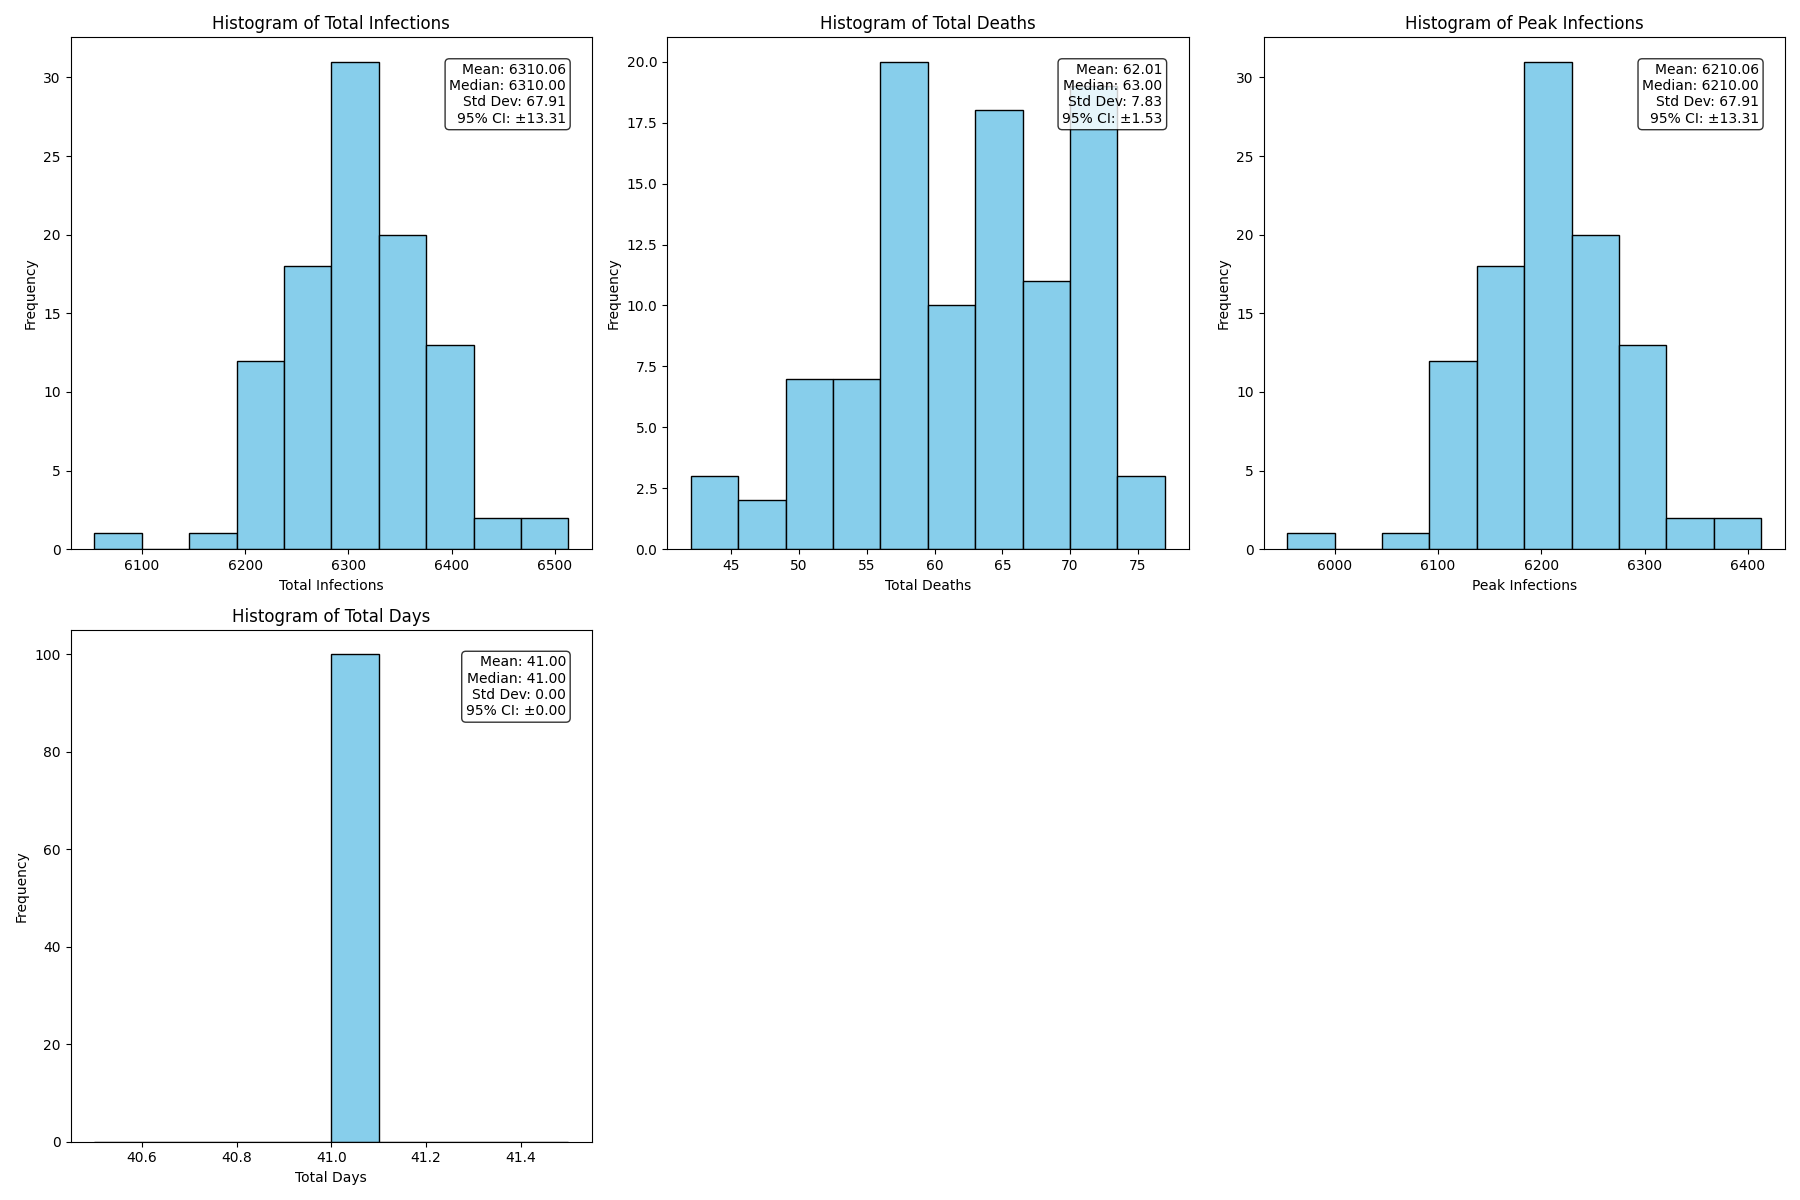 Histogram of Total Infections
30
25
20
15
10
5
0
Frequency
Mean: 6310.06
Median: 6310.00
Std Dev: 67.91
95% CI: ±13.31
6100 6200 6300 6400 6500
Total Infections
Histogram of Total Deaths
20.0
17.5
15.0
12.5
10.0
7.5
5.0
2.5
0.0
Frequency
Mean: 62.01
Median: 63.00
Std Dev: 7.83
95% CI: ±1.53
45 50 55 60 65 70 75
Total Deaths
Histogram of Peak Infections
30
25
20
15
10
5
0
Frequency
Mean: 6210.06
Median: 6210.00
Std Dev: 67.91
95% CI: ±13.31
6000 6100 6200 6300 6400
Peak Infections
Histogram of Total Days
100
80
60
40
20
0
Frequency
Mean: 41.00
Median: 41.00
Std Dev: 0.00
95% CI: ±0.00
40.6 40.8 41.0 41.2 41.4
Total Days